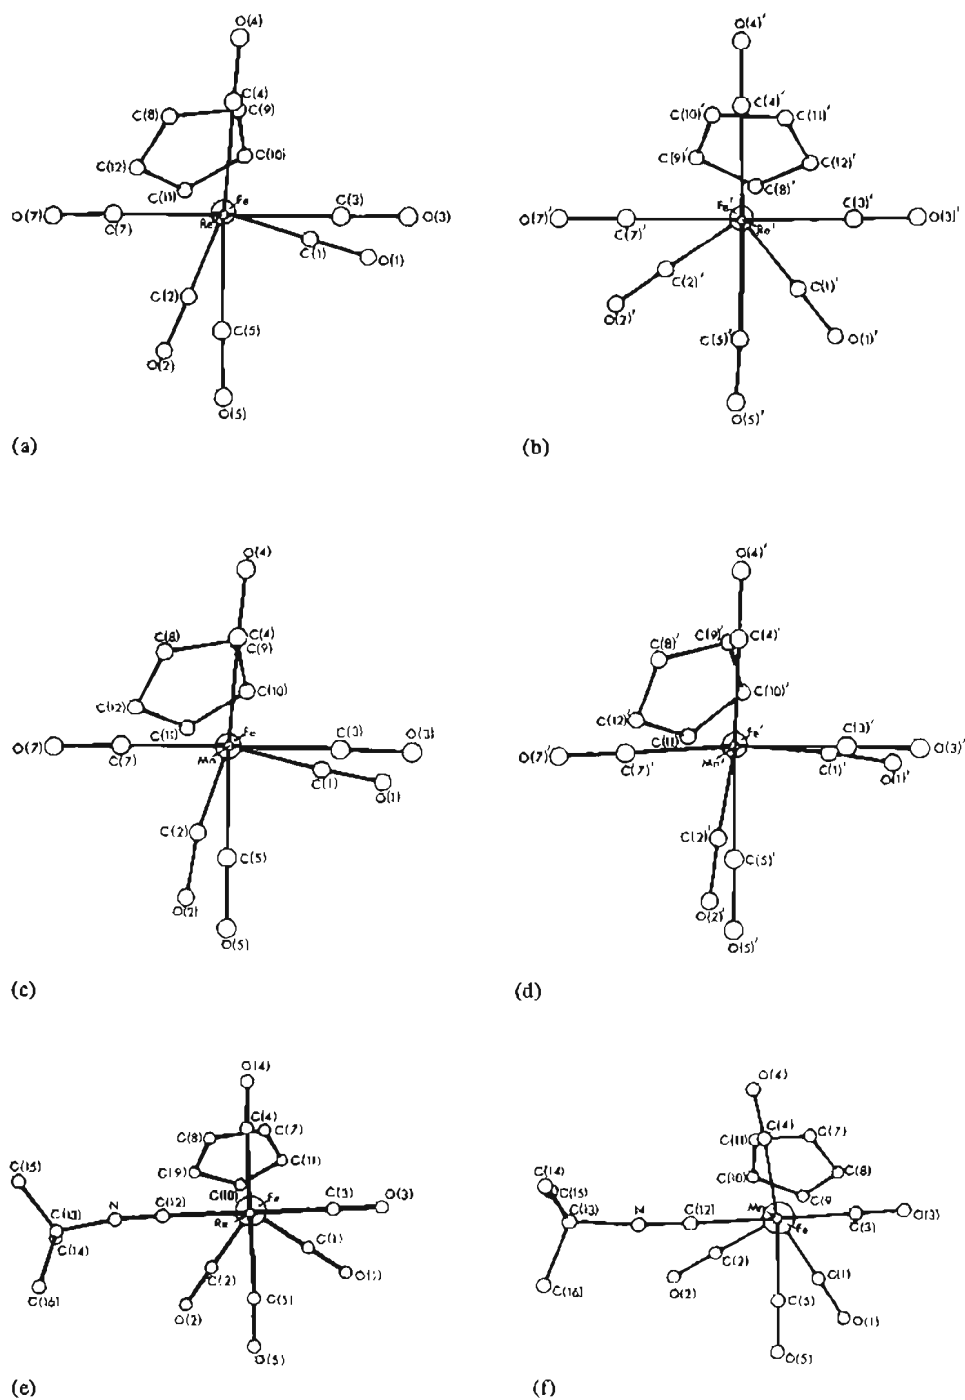 O(4)
C(4)
C(8)
C(9)
C(12)
C(10)
C(11)
Fe
Re
O(7)
C(7)
C(3)
O(3)
C(1)
O(1)
C(2)
C(5)
O(2)
O(5)
(a)
O(4)'
C(4)'
C(10)'
C(11)'
C(9)'
C(12)'
C(8)'
Fe'
Re'
O(7)'
C(7)'
C(3)'
O(3)'
C(2)'
C(1)'
O(2)'
C(5)'
O(1)'
O(5)'
(b)
O(4)
C(8)
C(4)
C(9)
C(10)
C(12)
C(11)
Fe
Mn
O(7)
C(7)
C(3)
O(3)
C(1)
O(1)
C(2)
C(5)
O(2)
O(5)
(c)
O(4)'
C(9)'
C(4)'
C(8)'
C(10)'
C(12)'
C(11)'
Fe'
Mn'
O(7)'
C(7)'
C(3)'
O(3)'
C(1)'
O(1)'
C(2)'
C(5)'
O(2)'
O(5)'
(d)
O(4)
C(4)
C(7)
C(8)
C(11)
C(9)
C(10)
Fe
Re
C(15)
C(13)
N
C(12)
C(3)
O(3)
C(14)
C(16)
C(1)
O(1)
C(2)
O(2)
C(5)
O(5)
(e)
O(4)
C(4)
C(11)
C(7)
C(10)
C(8)
C(9)
Mn
Fe
C(14)
C(15)
C(13)
N
C(12)
C(3)
O(3)
C(16)
C(2)
O(2)
C(1)
C(5)
O(1)
O(5)
(f)